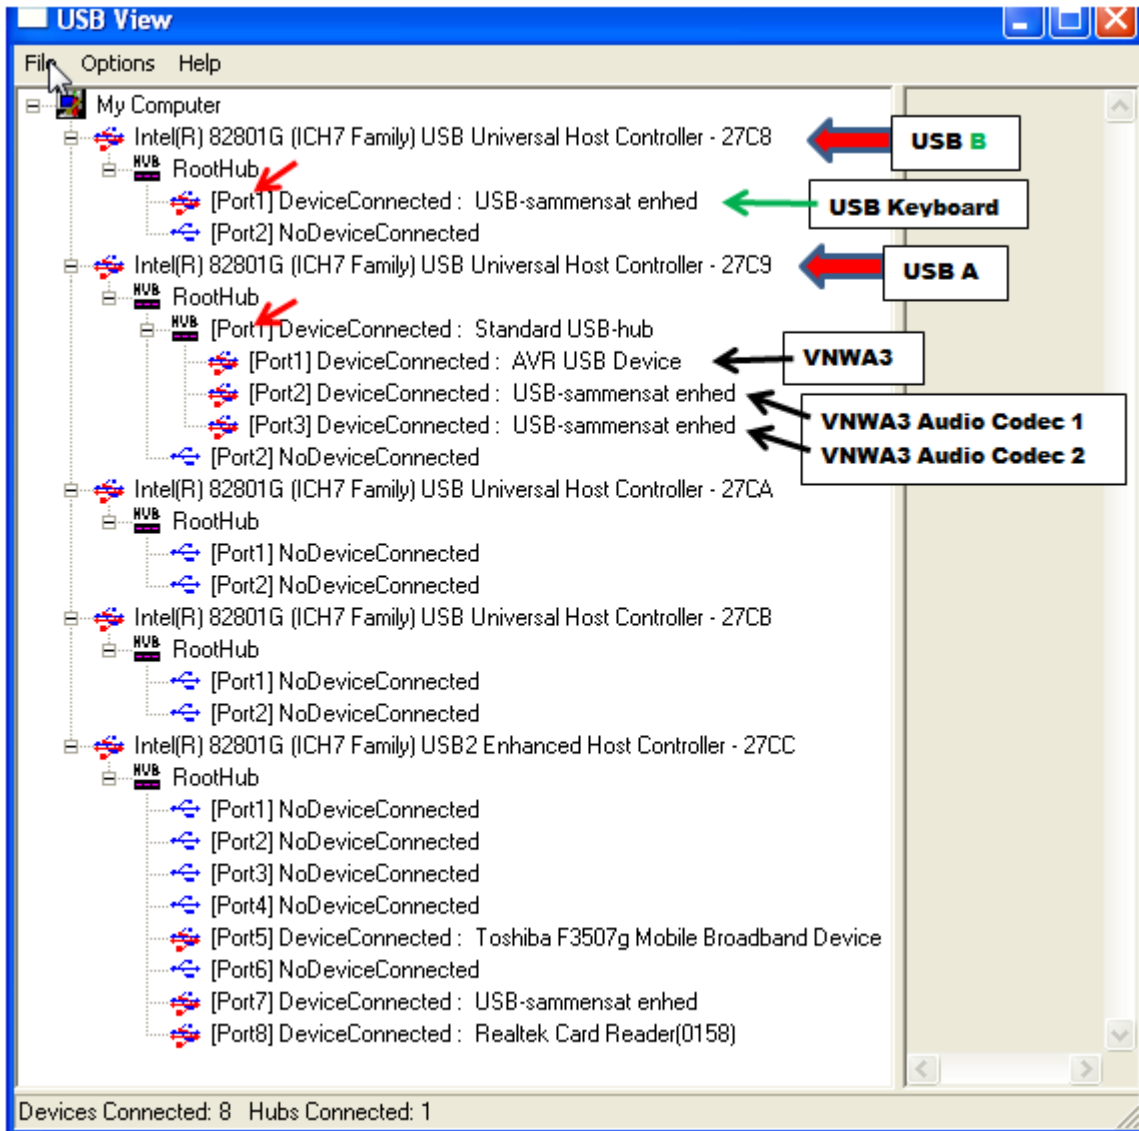 USB View
File Options Help
My Computer
Intel(R) 82801G (ICH7 Family) USB Universal Host Controller - 27C8
USB B
HUB RootHub
[Port1] DeviceConnected : USB-sammensat enhed
USB Keyboard
[Port2] NoDeviceConnected
Intel(R) 82801G (ICH7 Family) USB Universal Host Controller - 27C9
USB A
HUB RootHub
HUB [Port1] DeviceConnected : Standard USB-hub
[Port1] DeviceConnected : AVR USB Device
VNWA3
[Port2] DeviceConnected : USB-sammensat enhed
VNWA3 Audio Codec 1
[Port3] DeviceConnected : USB-sammensat enhed
VNWA3 Audio Codec 2
[Port2] NoDeviceConnected
Intel(R) 82801G (ICH7 Family) USB Universal Host Controller - 27CA
HUB RootHub
[Port1] NoDeviceConnected
[Port2] NoDeviceConnected
Intel(R) 82801G (ICH7 Family) USB Universal Host Controller - 27CB
HUB RootHub
[Port1] NoDeviceConnected
[Port2] NoDeviceConnected
Intel(R) 82801G (ICH7 Family) USB2 Enhanced Host Controller - 27CC
HUB RootHub
[Port1] NoDeviceConnected
[Port2] NoDeviceConnected
[Port3] NoDeviceConnected
[Port4] NoDeviceConnected
[Port5] DeviceConnected : Toshiba F3507g Mobile Broadband Device
[Port6] NoDeviceConnected
[Port7] DeviceConnected : USB-sammensat enhed
[Port8] DeviceConnected : Realtek Card Reader(0158)
Devices Connected: 8 Hubs Connected: 1